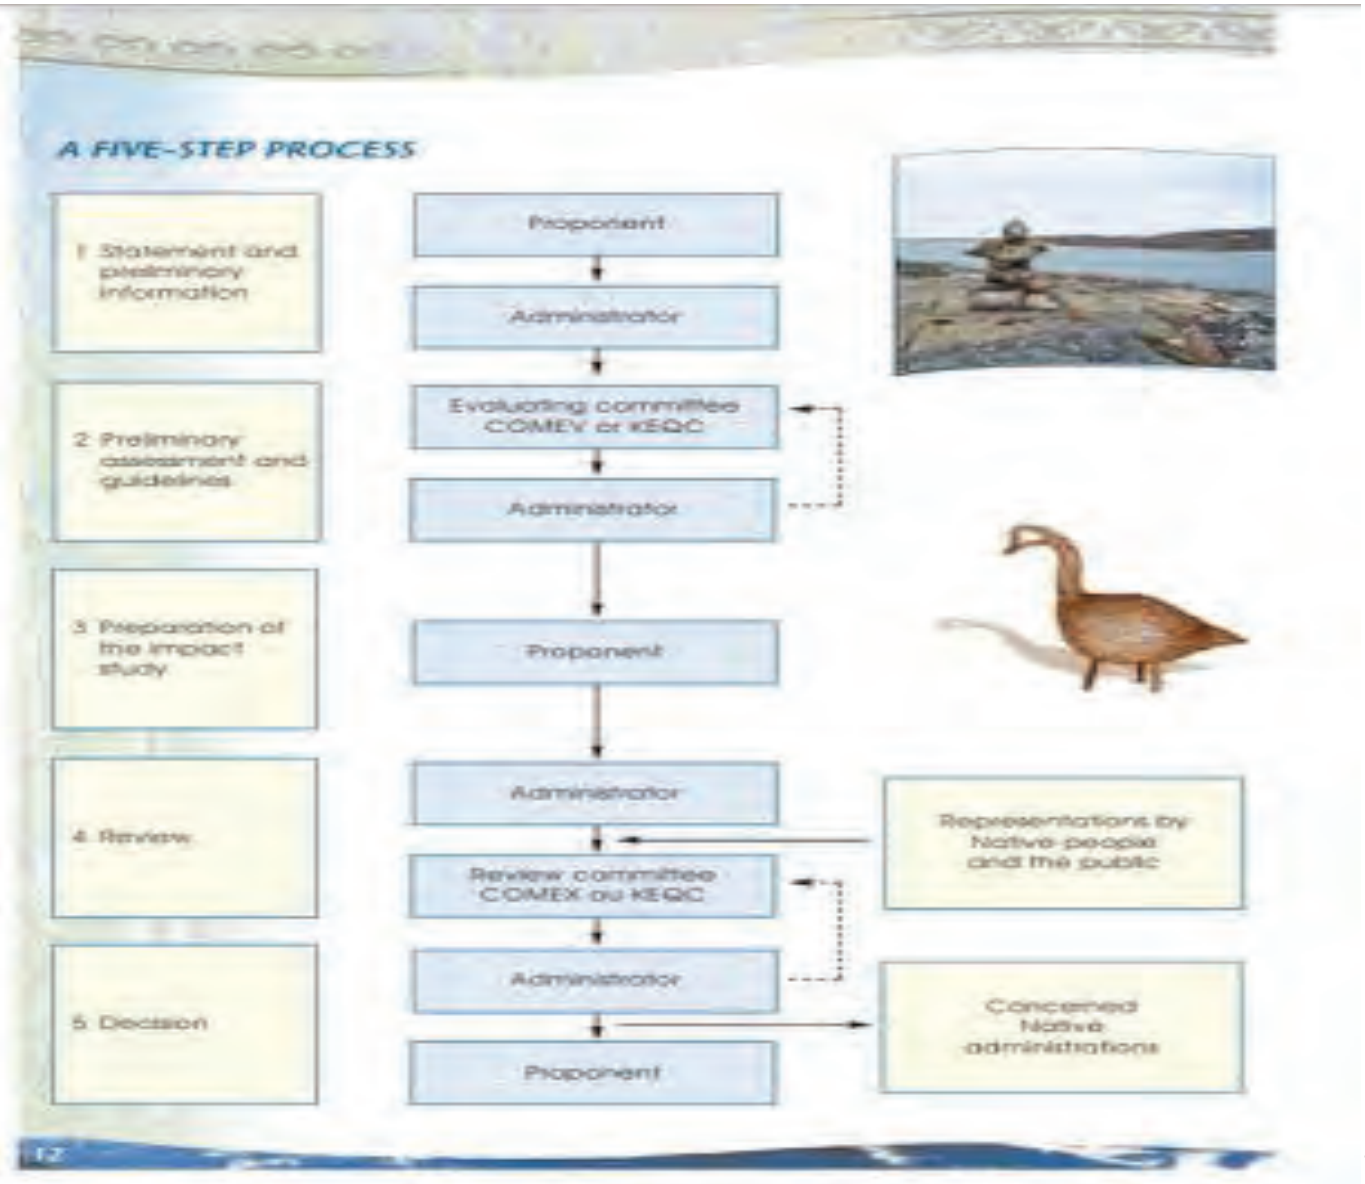 A FIVE-STEP PROCESS
1 Statement and
preliminary
information
Proponent
Administrator
2 Preliminary
assessment and
guidelines
Evaluating committee
COMEV or KEQC
Administrator
3 Preparation of
the impact
study
Proponent
4 Review
Administrator
Review committee
COMEX ou KEQC
Representations by
Native people
and the public
5 Decision
Administrator
Proponent
Concerned
Native
administrations
12